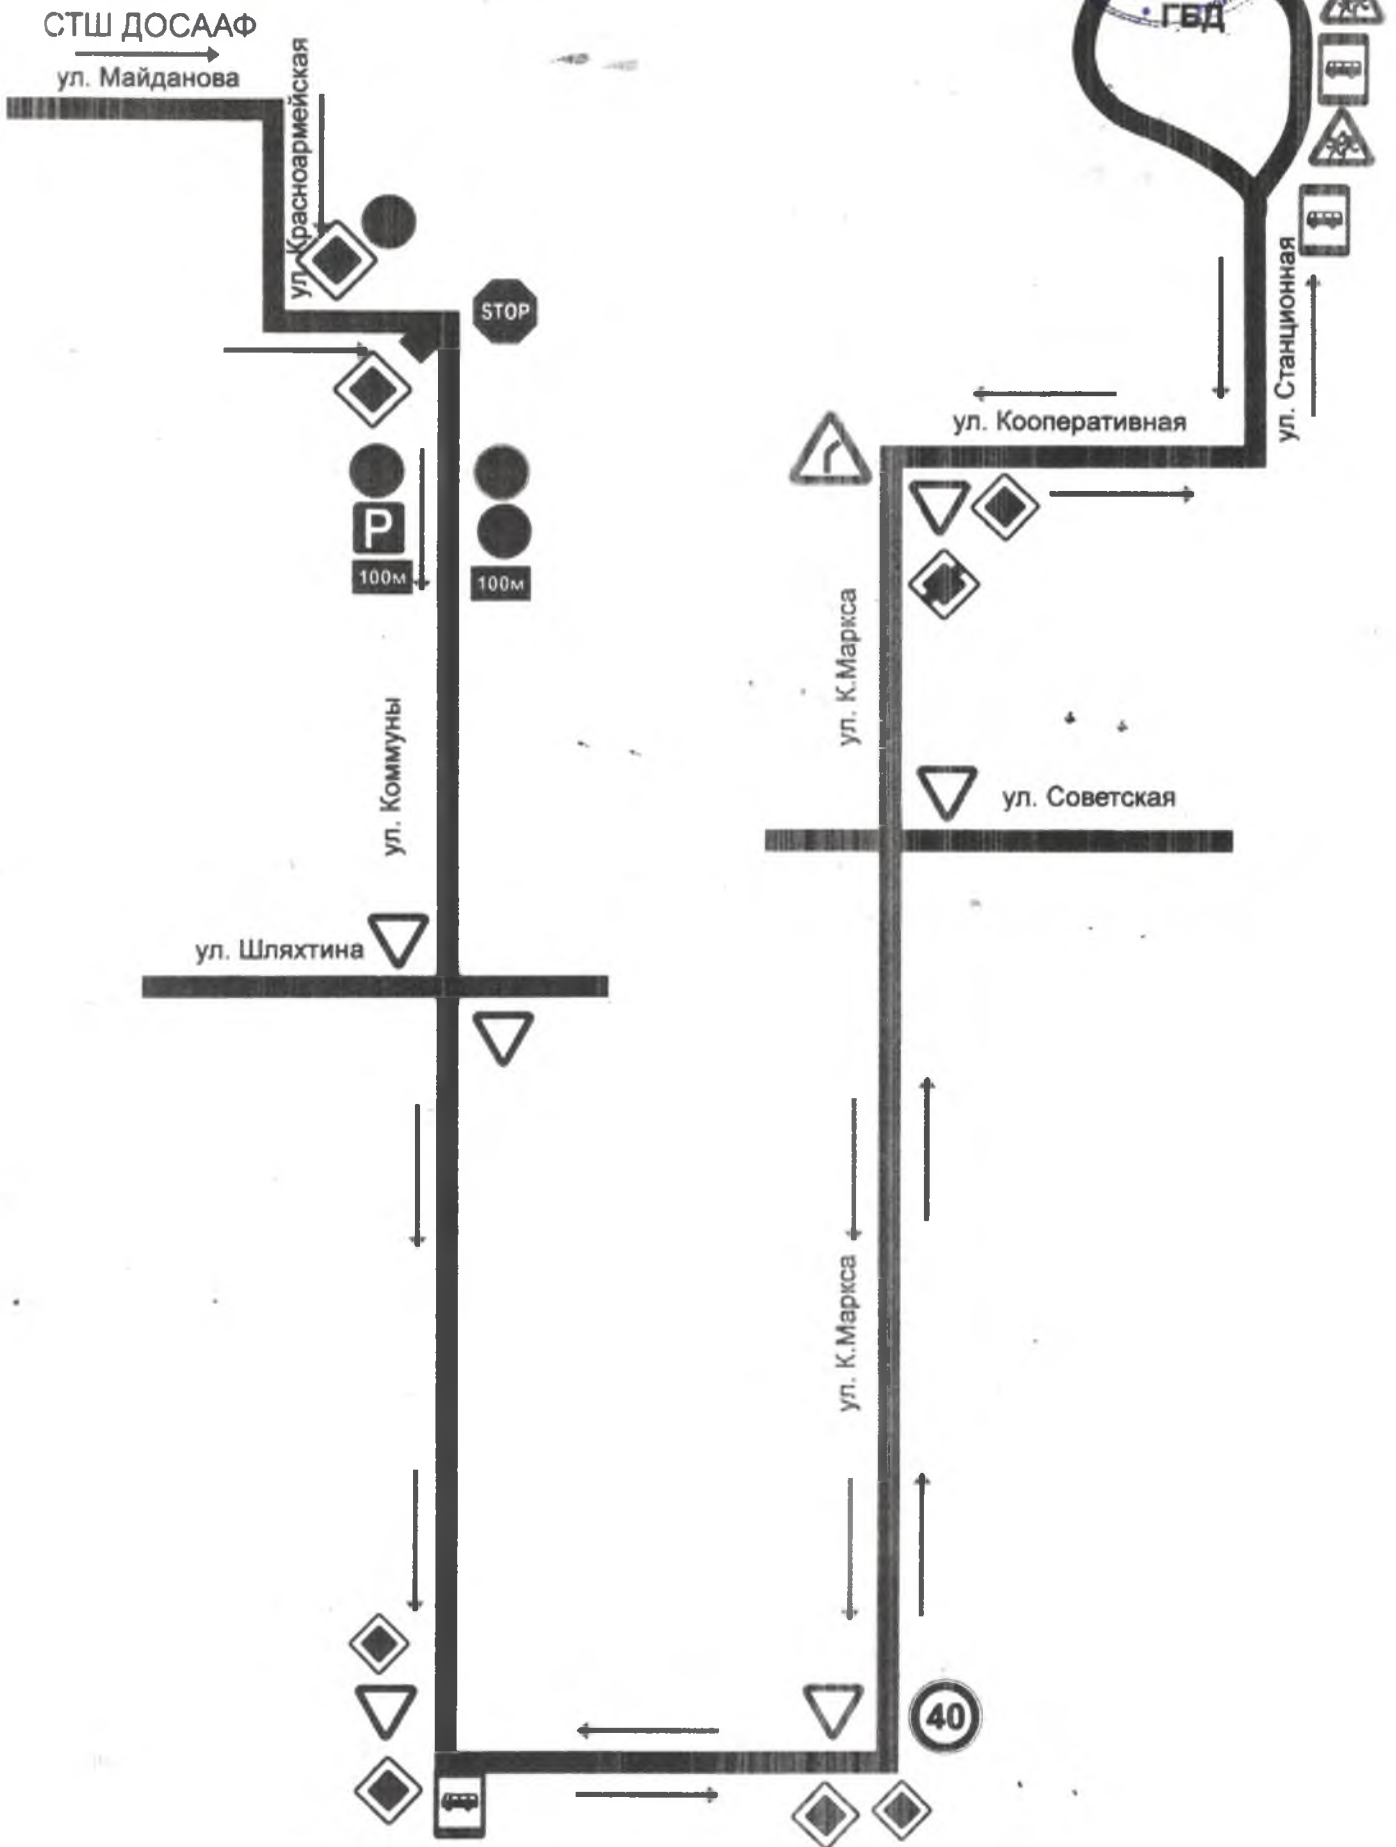 СТШ ДОСААФ
ул. Майданова
ГБД
ул. Красноармейская
STOP
ул. Станционная
ул. Кооперативная
P
100м
100м
ул. К.Маркса
ул. Коммуны
ул. Советская
ул. Шляхтина
ул. К.Маркса
40